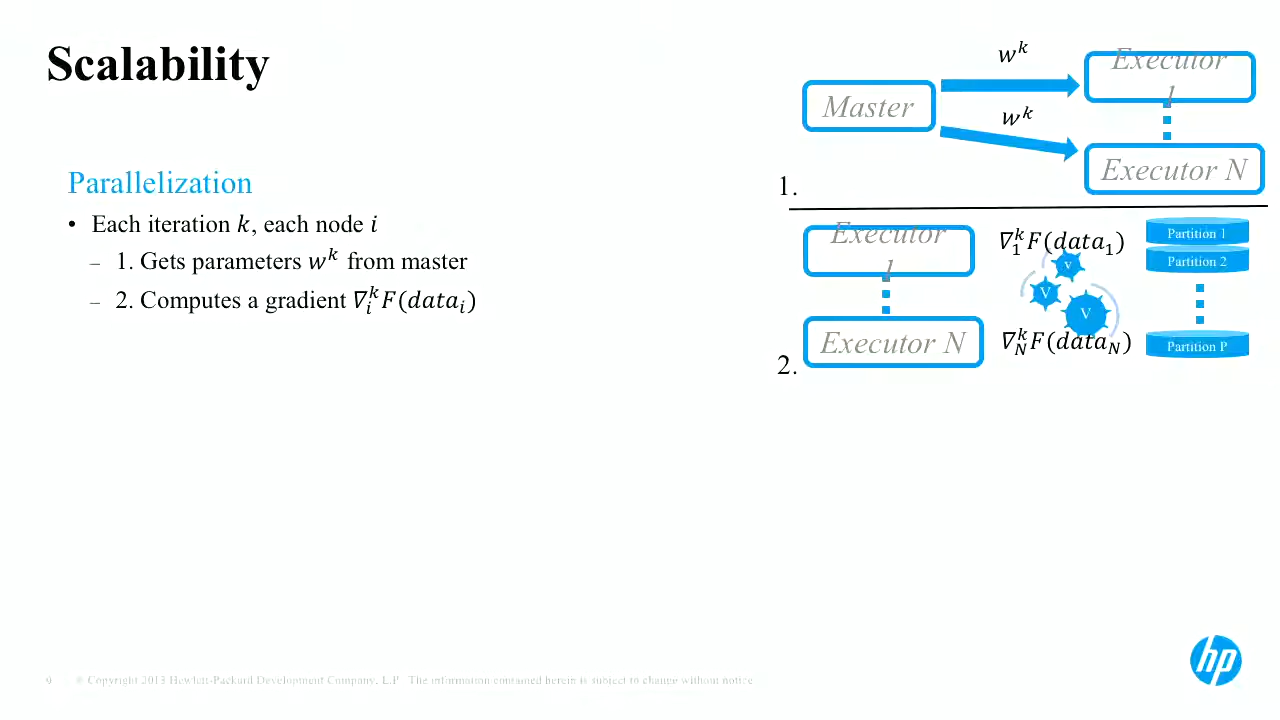 Scalability
Parallelization
• Each iteration k, each node i
– 1. Gets parameters w^k from master
– 2. Computes a gradient ∇_i^k F(data_i)
w^k
Executor 1
Master
w^k
Executor N
1.
Executor 1
∇_1^k F(data_1)
Partition 1
Partition 2
v
V
V
Executor N
∇_N^k F(data_N)
Partition P
2.
hp
9 © Copyright 2013 Hewlett-Packard Development Company, L.P. The information contained herein is subject to change without notice.